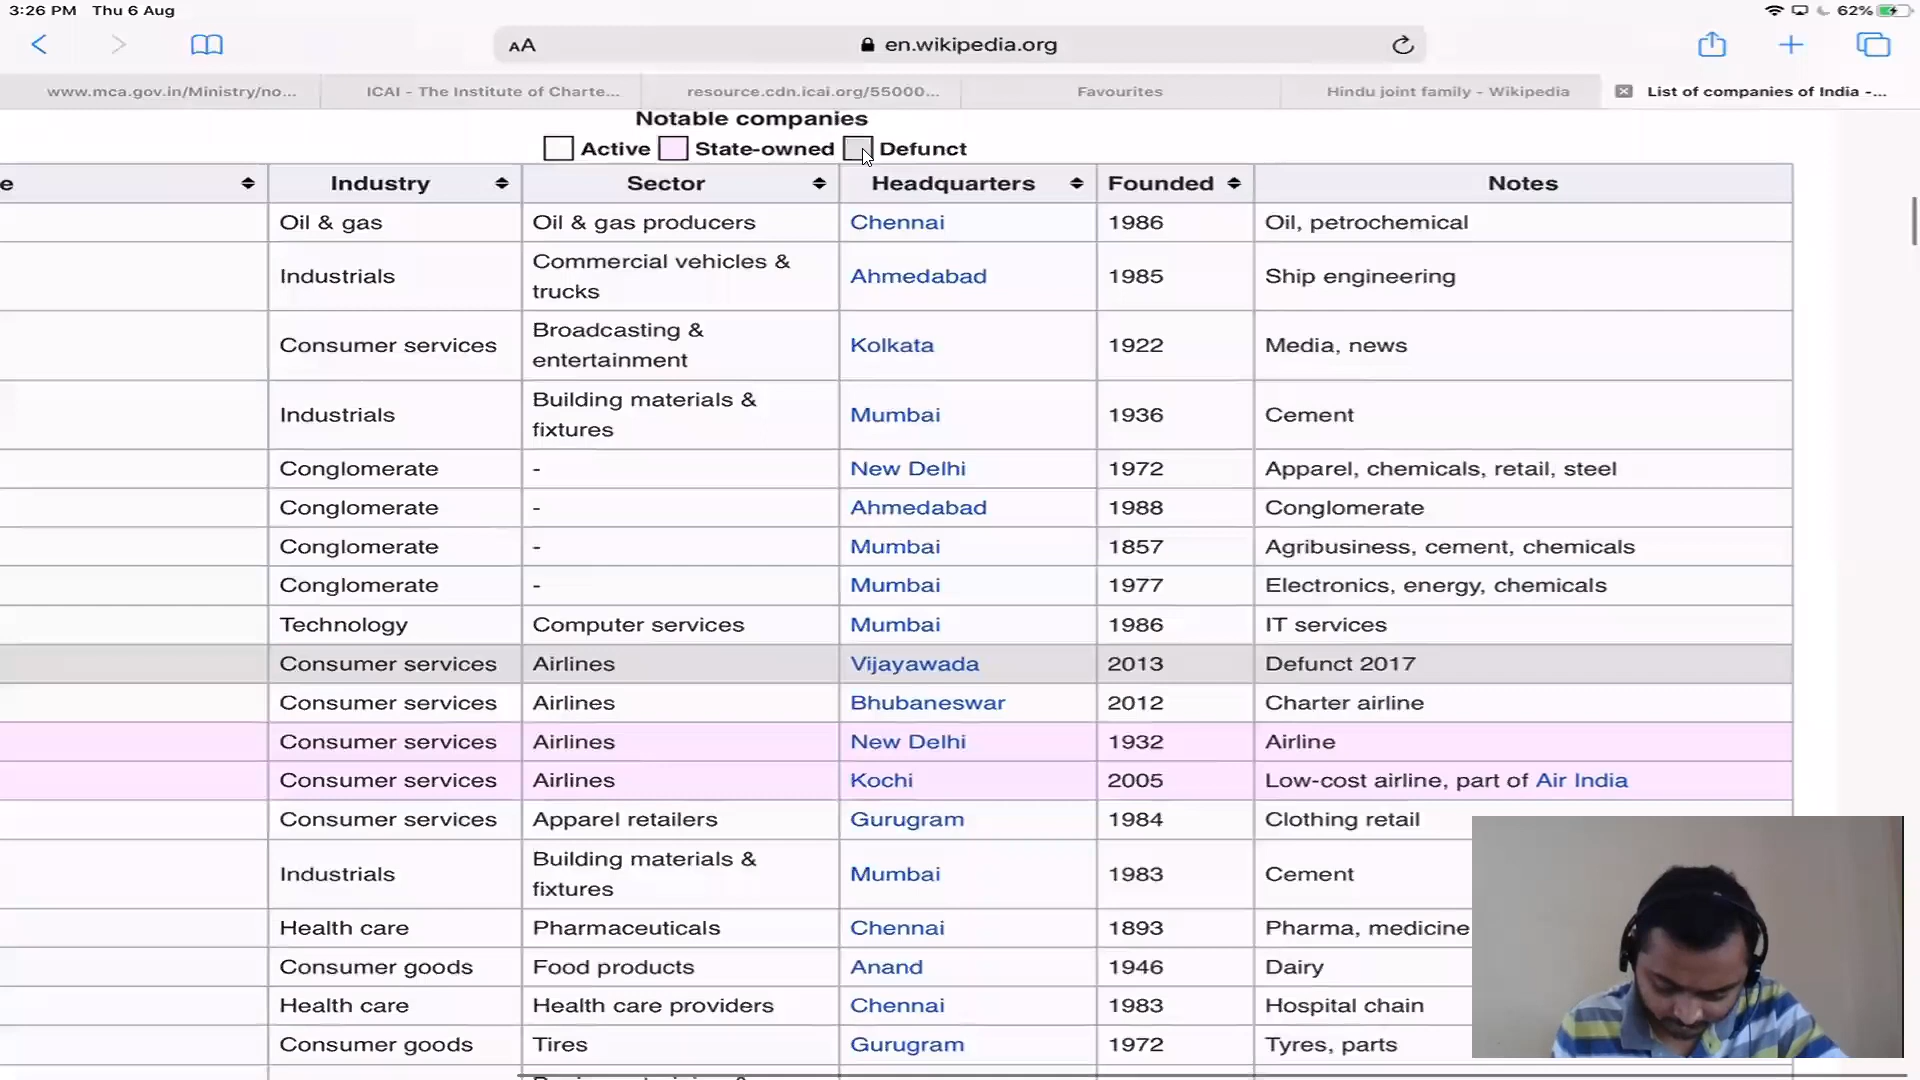 3:26 PM Thu 6 Aug 62%
AA en.wikipedia.org
www.mca.gov.in/Ministry/no... ICAI - The Institute of Charte... resource.cdn.icai.org/55000... Favourites Hindu joint family - Wikipedia List of companies of India -...
Notable companies
Active State-owned Defunct
e Industry Sector Headquarters Founded Notes
Oil & gas Oil & gas producers Chennai 1986 Oil, petrochemical
Industrials Commercial vehicles & trucks Ahmedabad 1985 Ship engineering
Consumer services Broadcasting & entertainment Kolkata 1922 Media, news
Industrials Building materials & fixtures Mumbai 1936 Cement
Conglomerate - New Delhi 1972 Apparel, chemicals, retail, steel
Conglomerate - Ahmedabad 1988 Conglomerate
Conglomerate - Mumbai 1857 Agribusiness, cement, chemicals
Conglomerate - Mumbai 1977 Electronics, energy, chemicals
Technology Computer services Mumbai 1986 IT services
Consumer services Airlines Vijayawada 2013 Defunct 2017
Consumer services Airlines Bhubaneswar 2012 Charter airline
Consumer services Airlines New Delhi 1932 Airline
Consumer services Airlines Kochi 2005 Low-cost airline, part of Air India
Consumer services Apparel retailers Gurugram 1984 Clothing retail
Industrials Building materials & fixtures Mumbai 1983 Cement
Health care Pharmaceuticals Chennai 1893 Pharma, medicine
Consumer goods Food products Anand 1946 Dairy
Health care Health care providers Chennai 1983 Hospital chain
Consumer goods Tires Gurugram 1972 Tyres, parts